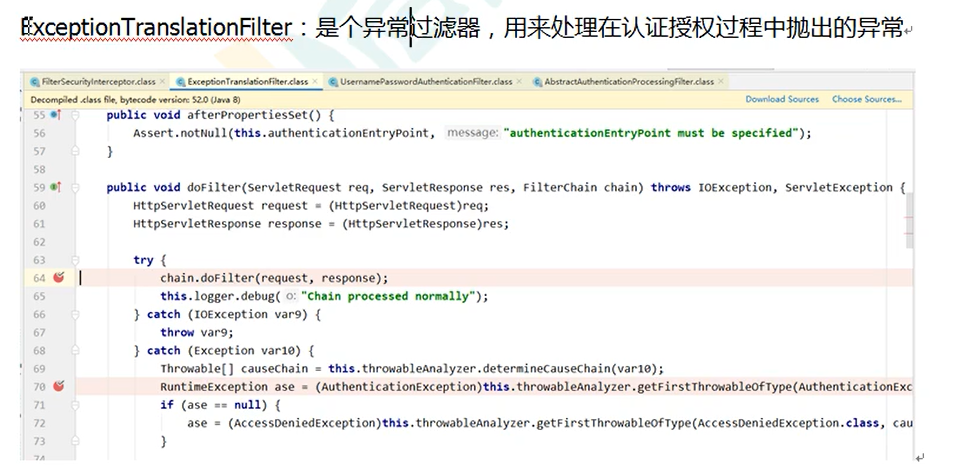 ExceptionTranslationFilter：是个异常过滤器，用来处理在认证授权过程中抛出的异常
FilterSecurityInterceptor.class × ExceptionTranslationFilter.class × UsernamePasswordAuthenticationFilter.class × AbstractAuthenticationProcessingFilter.class ×
Decompiled .class file, bytecode version: 52.0 (Java 8) Download Sources Choose Sources...
55 public void afterPropertiesSet() {
56 Assert.notNull(this.authenticationEntryPoint, message: "authenticationEntryPoint must be specified");
57 }
58
59 public void doFilter(ServletRequest req, ServletResponse res, FilterChain chain) throws IOException, ServletException {
60 HttpServletRequest request = (HttpServletRequest)req;
61 HttpServletResponse response = (HttpServletResponse)res;
62
63 try {
64 chain.doFilter(request, response);
65 this.logger.debug( o: "Chain processed normally");
66 } catch (IOException var9) {
67 throw var9;
68 } catch (Exception var10) {
69 Throwable[] causeChain = this.throwableAnalyzer.determineCauseChain(var10);
70 RuntimeException ase = (AuthenticationException)this.throwableAnalyzer.getFirstThrowableOfType(AuthenticationExc
71 if (ase == null) {
72 ase = (AccessDeniedException)this.throwableAnalyzer.getFirstThrowableOfType(AccessDeniedException.class, cau
73 }
74